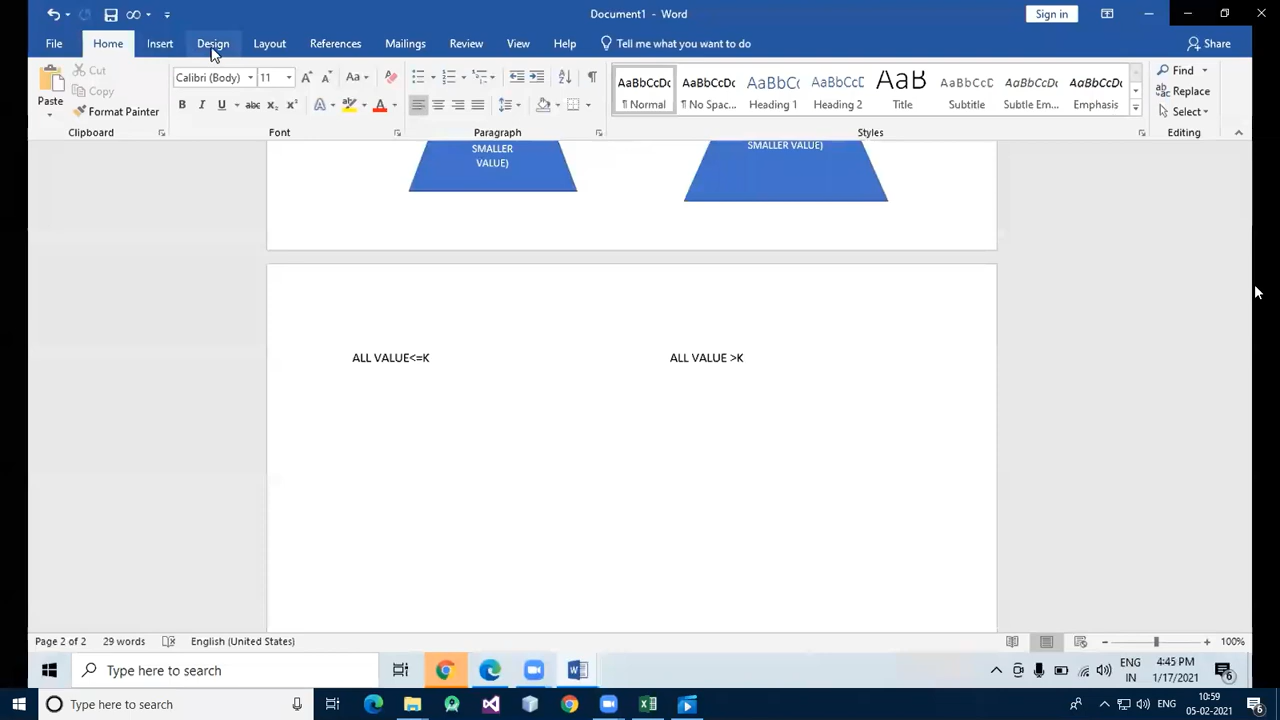 Document1 - Word
Sign in
File Home Insert Design Layout References Mailings Review View Help Tell me what you want to do Share
Paste
Cut
Copy
Format Painter
Clipboard
Calibri (Body) 11
Font
Paragraph
AaBbCcDc AaBbCcDc AaBbC( AaBbCcE AaB AaBbCcD AaBbCcDc AaBbCcDc
¶ Normal ¶ No Spac... Heading 1 Heading 2 Title Subtitle Subtle Em... Emphasis
Styles
Find
Replace
Select
Editing
SMALLER
VALUE)
SMALLER VALUE)
ALL VALUE<=K ALL VALUE >K
Page 2 of 2 29 words English (United States) 100%
Type here to search
ENG
IN
4:45 PM
1/17/2021
6
Type here to search
ENG
10:59
05-02-2021
6